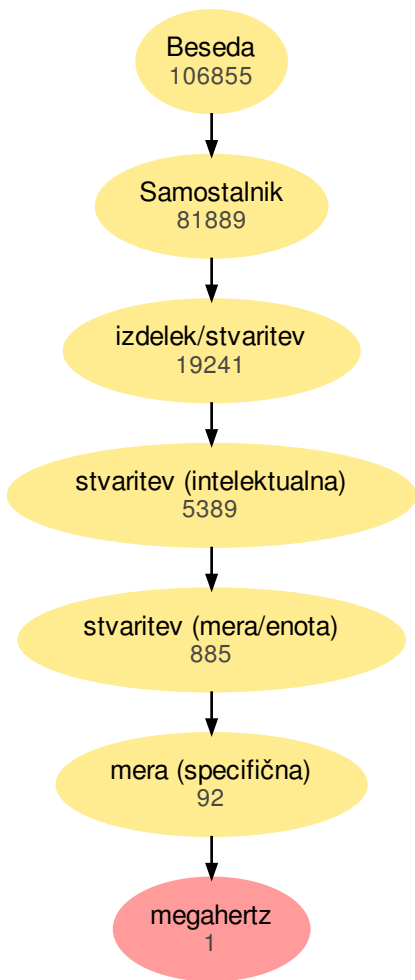 Beseda
106855
Samostalnik
81889
izdelek/stvaritev
19241
stvaritev (intelektualna)
5389
stvaritev (mera/enota)
885
mera (specifična)
92
megahertz
1